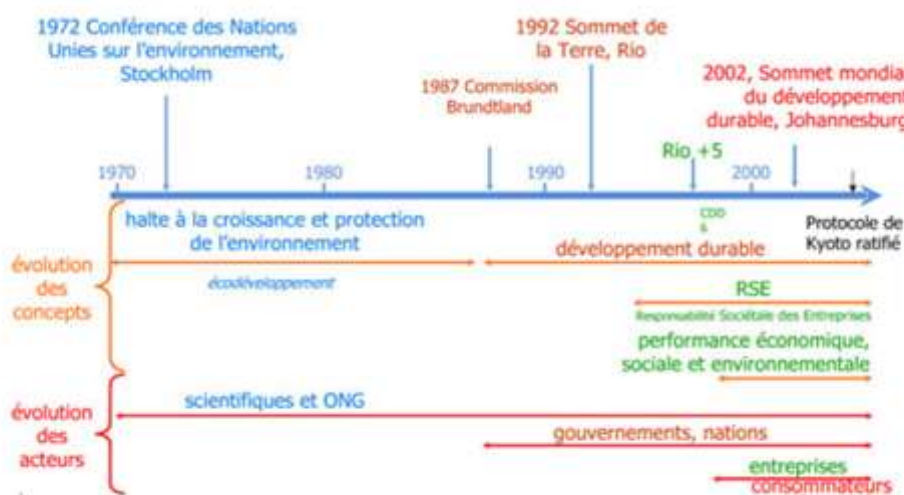 1972 Conférence des Nations
Unies sur l'environnement,
Stockholm
1987 Commission
Brundtland
1992 Sommet de
la Terre, Rio
2002, Sommet mondia
du développement
durable, Johannesburg
Rio +5
1970
1980
1990
2000
évolution
des
concepts
halte à la croissance et protection
de l'environnement
écodéveloppement
développement durable
Protocole de
Kyoto ratifié
RSE
Responsabilité Sociétale des Entreprises
performance économique,
sociale et environnementale
évolution
des
acteurs
scientifiques et ONG
gouvernements, nations
entreprises
consommateurs